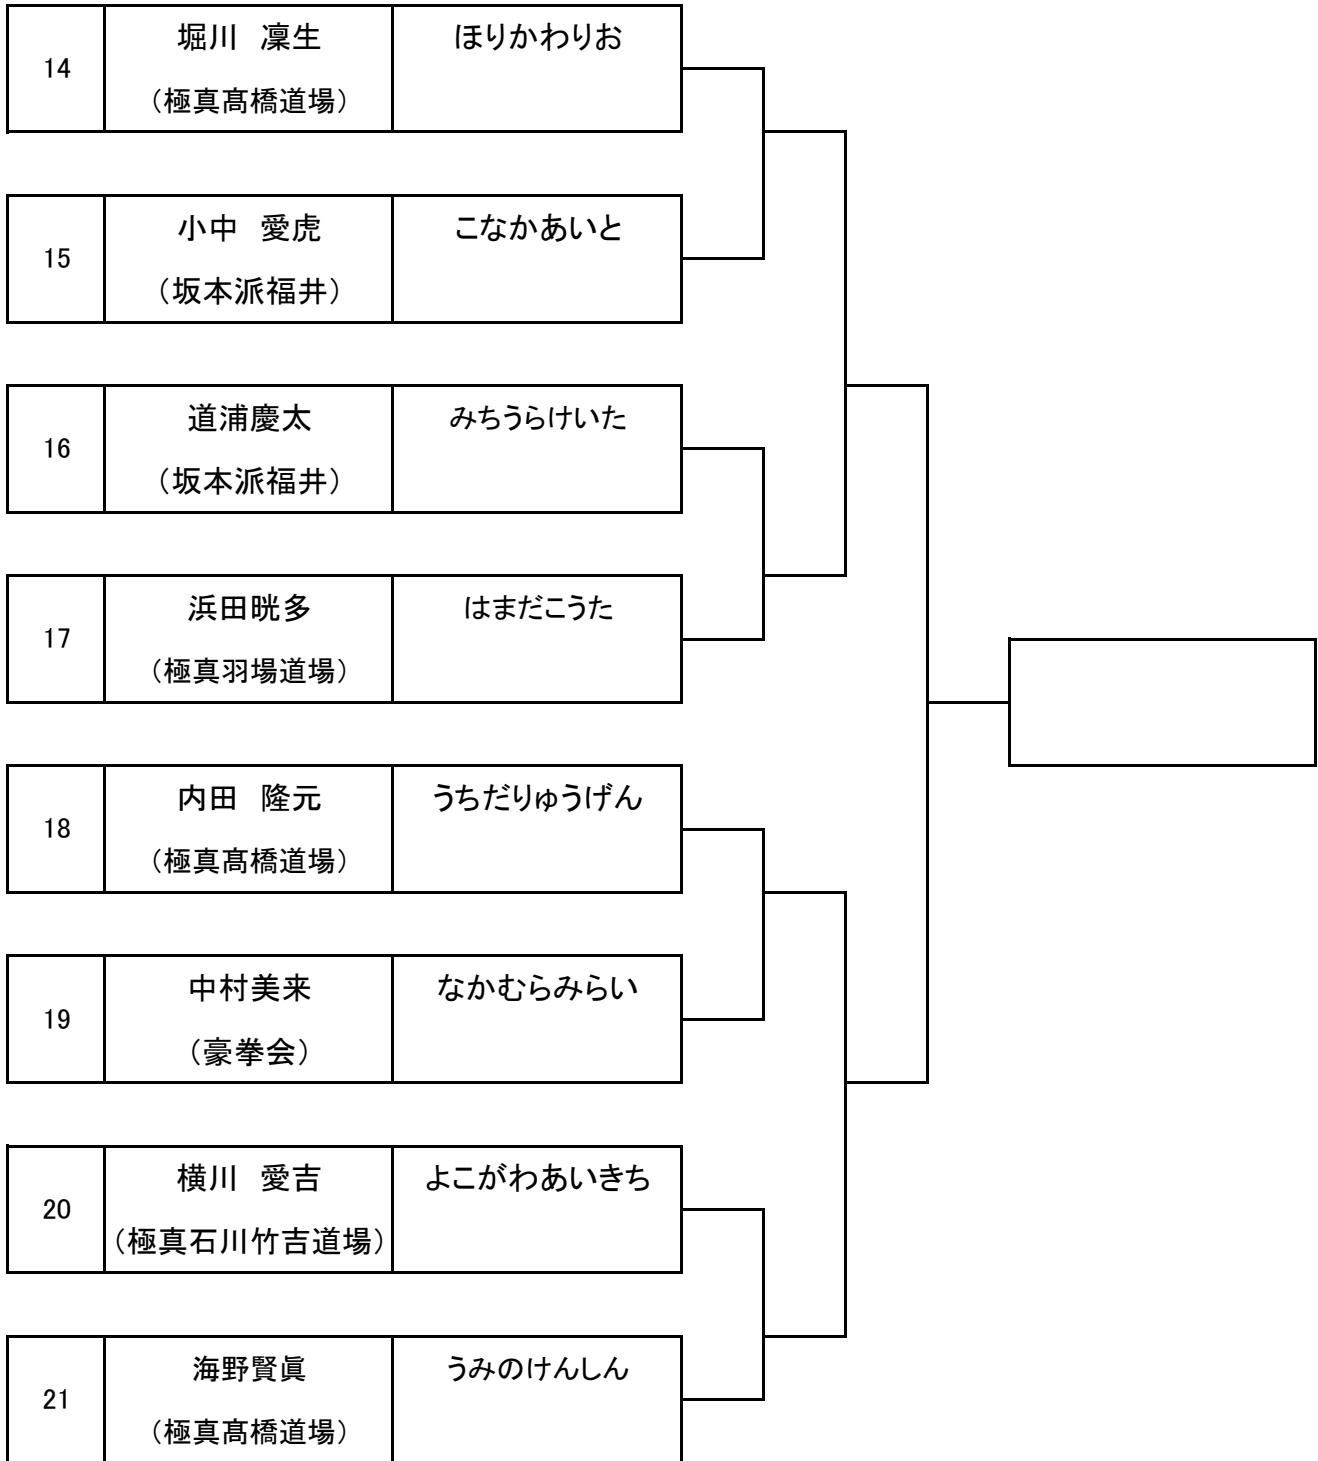 14
堀川　凜生
（極真髙橋道場）
ほりかわりお
15
小中　愛虎
（坂本派福井）
こなかあいと
16
道浦慶太
（坂本派福井）
みちうらけいた
17
浜田晄多
（極真羽場道場）
はまだこうた
18
内田　隆元
（極真髙橋道場）
うちだりゅうげん
19
中村美来
（豪拳会）
なかむらみらい
20
横川　愛吉
（極真石川竹吉道場）
よこがわあいきち
21
海野賢眞
（極真髙橋道場）
うみのけんしん